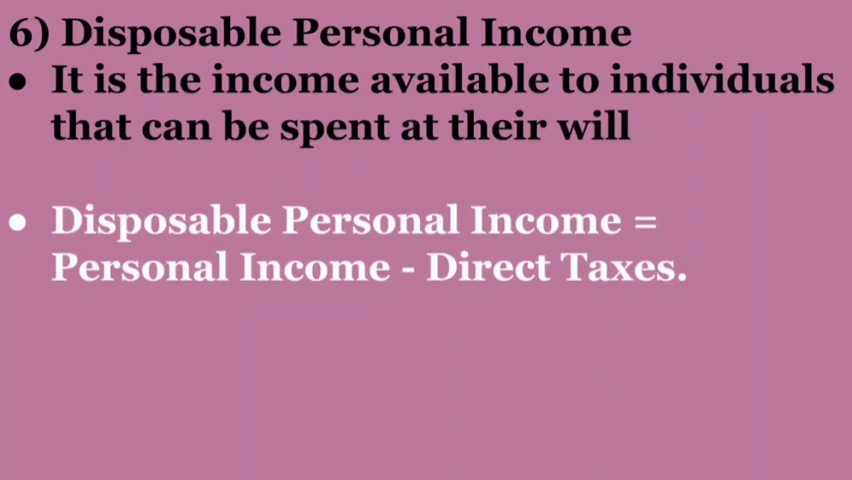 6) Disposable Personal Income
● It is the income available to individuals
that can be spent at their will
● Disposable Personal Income =
Personal Income - Direct Taxes.